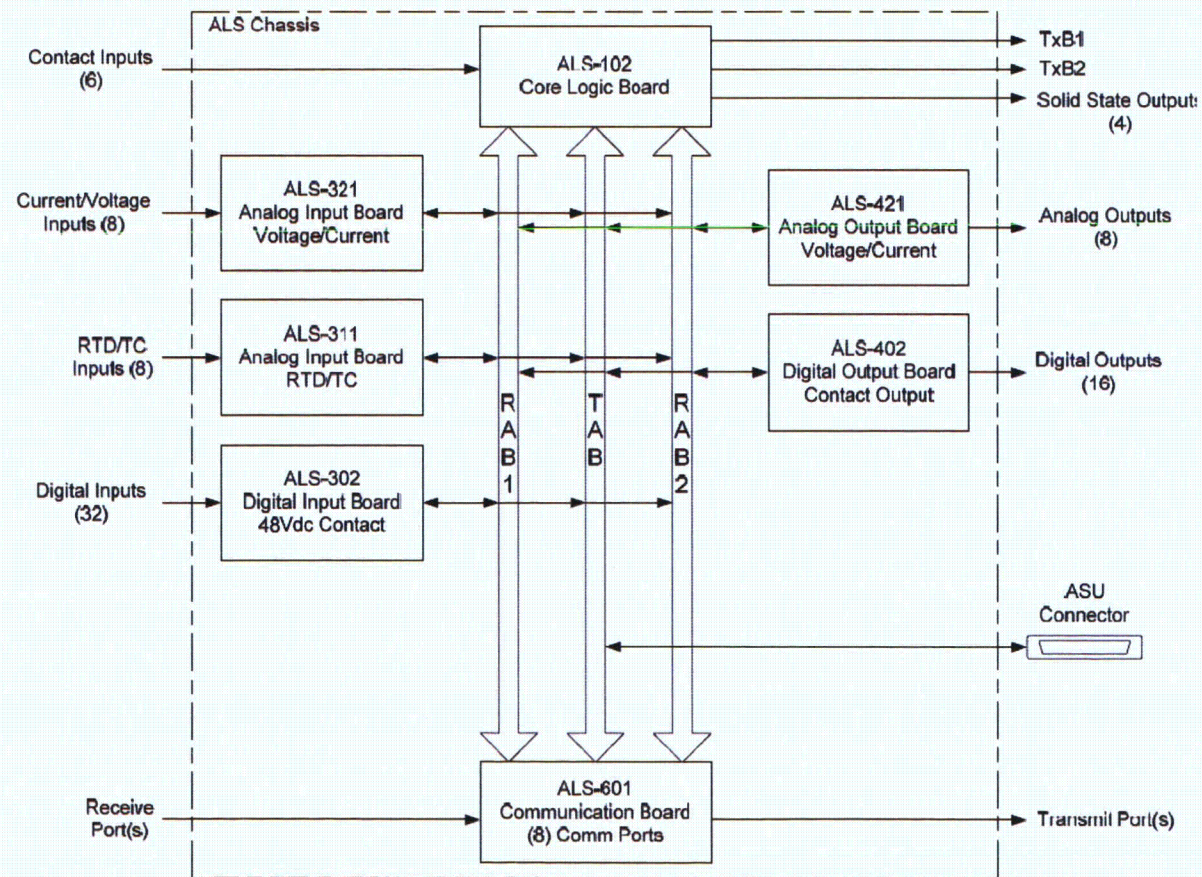 ALS Chassis
Contact Inputs
(6)
ALS-102
Core Logic Board
TxB1
TxB2
Solid State Outputs
(4)
Current/Voltage
Inputs (8)
ALS-321
Analog Input Board
Voltage/Current
ALS-421
Analog Output Board
Voltage/Current
Analog Outputs
(8)
RTD/TC
Inputs (8)
ALS-311
Analog Input Board
RTD/TC
ALS-402
Digital Output Board
Contact Output
Digital Outputs
(16)
RAB1
TAB
RAB2
Digital Inputs
(32)
ALS-302
Digital Input Board
48Vdc Contact
ASU
Connector
Receive
Port(s)
ALS-601
Communication Board
(8) Comm Ports
Transmit Port(s)